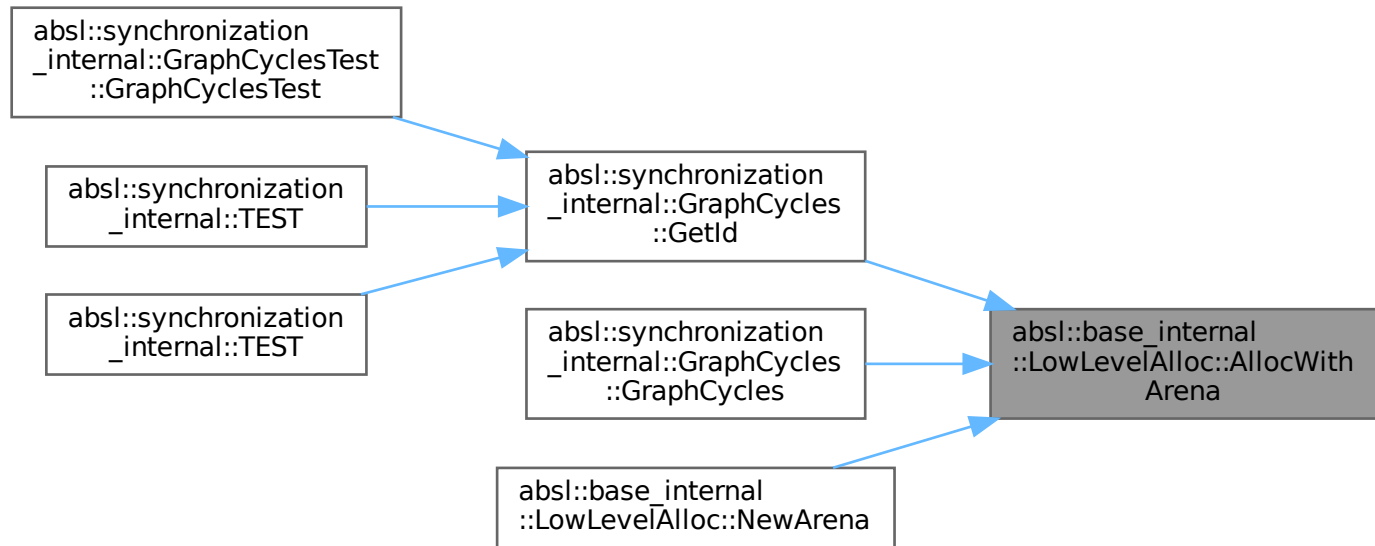 absl::synchronization
_internal::GraphCyclesTest
::GraphCyclesTest
absl::synchronization
_internal::TEST
absl::synchronization
_internal::TEST
absl::synchronization
_internal::GraphCycles
::GetId
absl::synchronization
_internal::GraphCycles
::GraphCycles
absl::base_internal
::LowLevelAlloc::NewArena
absl::base_internal
::LowLevelAlloc::AllocWith
Arena